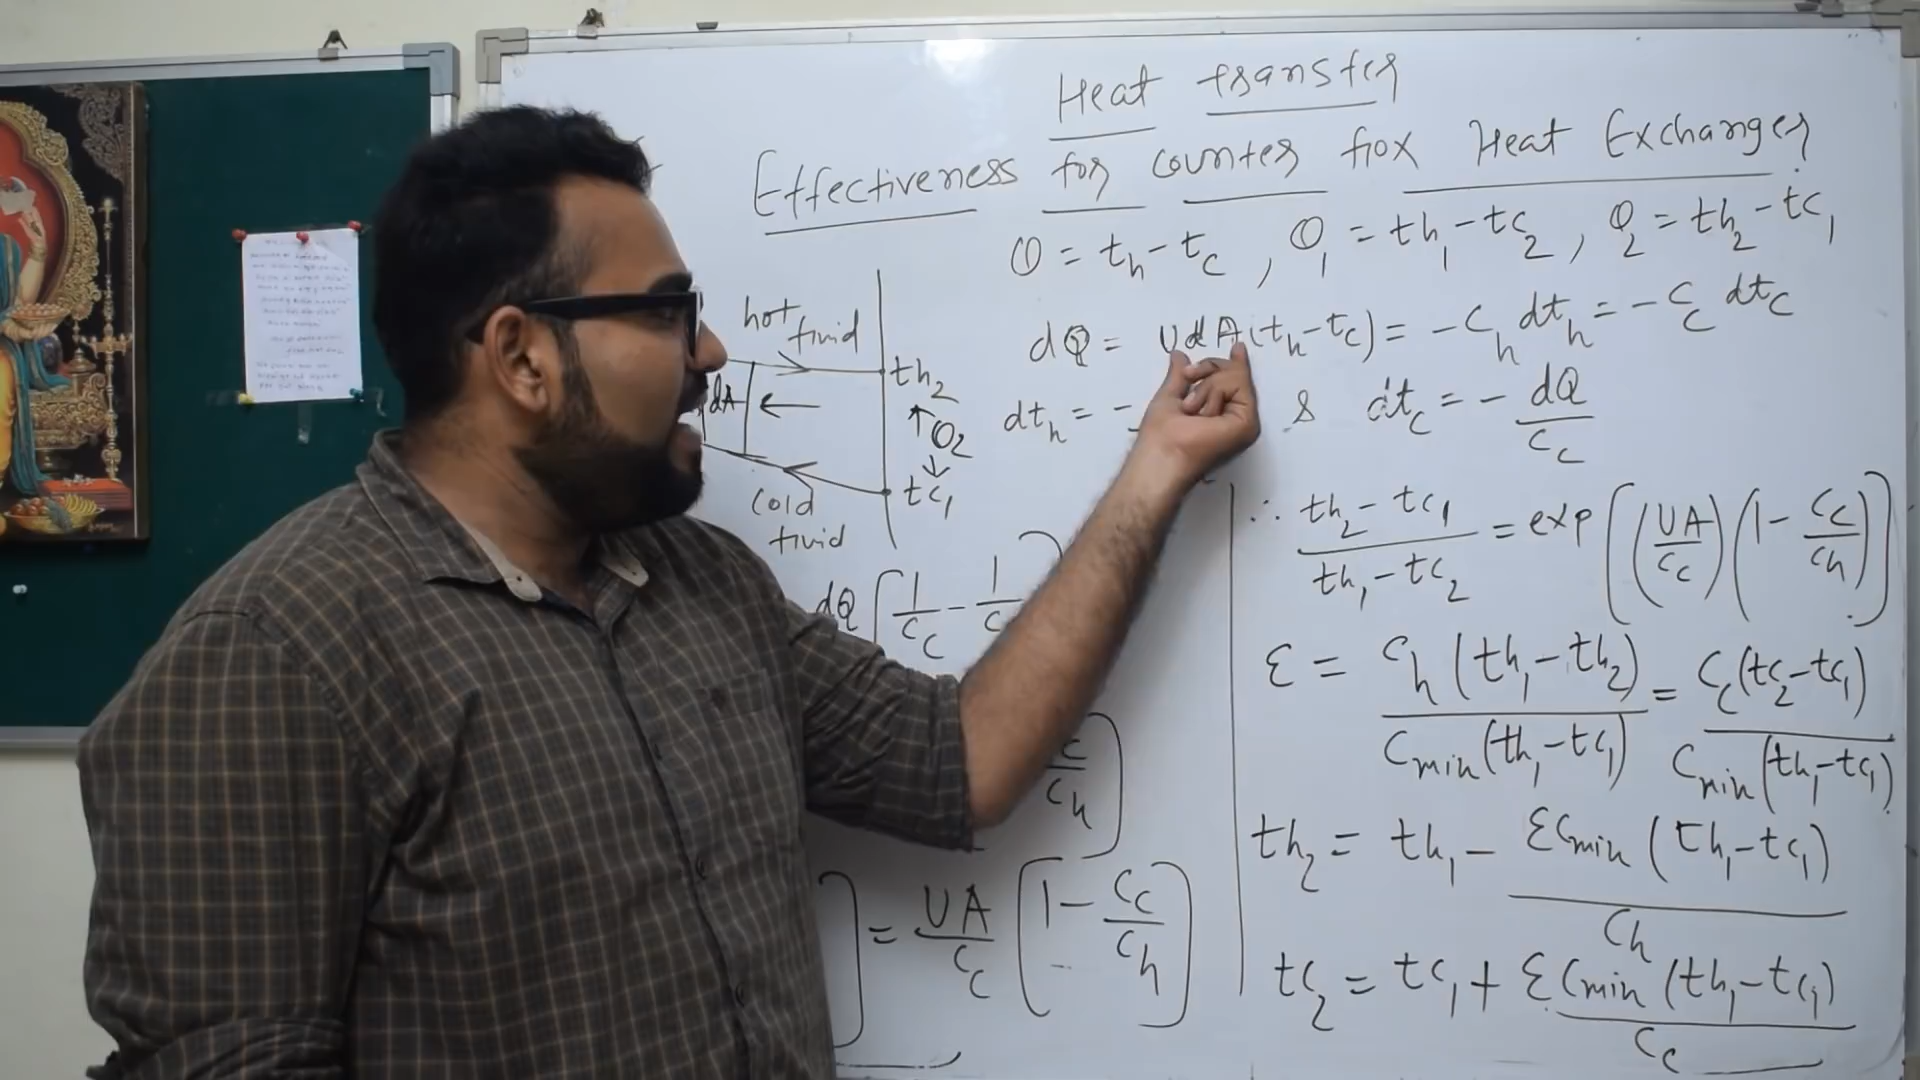 Heat transfer
Effectiveness for counter flox Heat Exchanger
θ = th - tc , θ1 = th1 - tc2 , θ2 = th2 - tc1
dQ = UdA(th - tc) = -Ch dth = -Cc dtc
dth = - & dtc = - dQ/Cc
hot fluid
th2
dA
θ2
tc1
cold
fluid
dQ [1/Cc - 1/C
∴ th2 - tc1 / th1 - tc2 = exp[(UA/Cc)(1 - Cc/Ch)]
ε = Ch(th1 - th2) / Cmin(th1 - tc1) = Cc(tc2 - tc1) / Cmin(th1 - tc1)
c/Ch)
th2 = th1 - εCmin(th1 - tc1) / Ch
] = UA/Cc [1 - Cc/Ch]
tc2 = tc1 + εCmin(th1 - tc1) / Cc